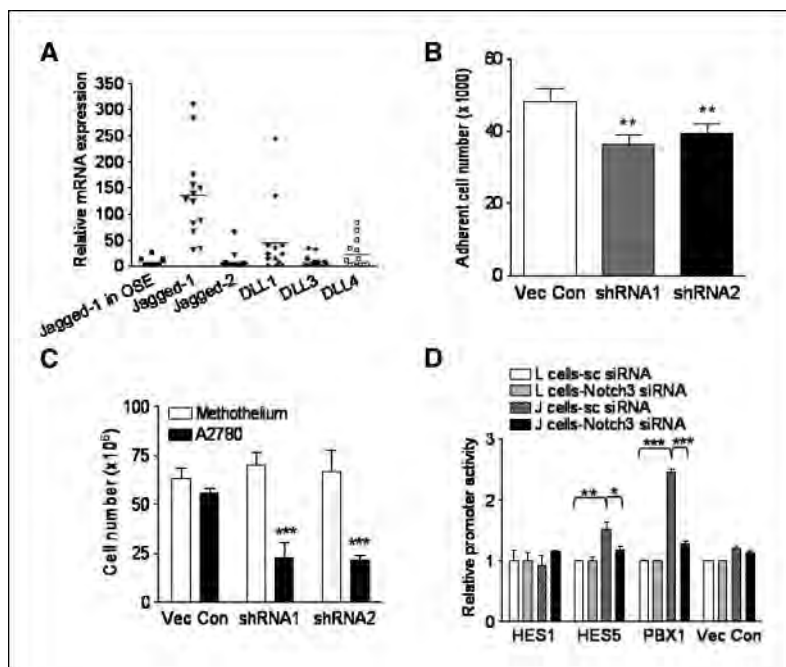 A
Relative mRNA expression
350
300
250
200
150
100
50
0
Jagged-1 in OSE
Jagged-1
Jagged-2
DLL1
DLL3
DLL4
B
Adherent cell number (x1000)
60
40
20
0
**
**
Vec Con shRNA1 shRNA2
C
Cell number (x10⁶)
90
75
50
25
0
Methothelium
A2780
***
***
Vec Con shRNA1 shRNA2
D
L cells-sc siRNA
L cells-Notch3 siRNA
J cells-sc siRNA
J cells-Notch3 siRNA
Relative promoter activity
3
2
1
0
** *
*** ***
HES1 HES5 PBX1 Vec Con